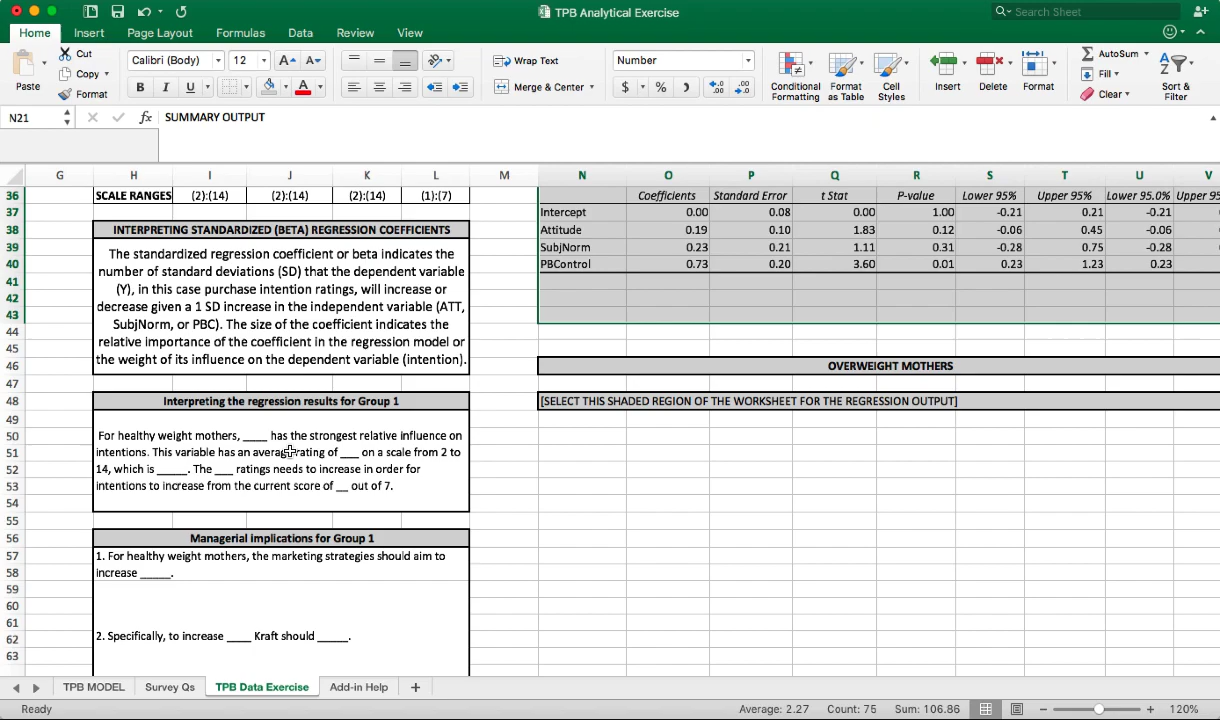 TPB Analytical Exercise
Search Sheet
Home Insert Page Layout Formulas Data Review View
Cut
Copy
Format
Paste
Calibri (Body) 12 A A
B I U A
Wrap Text
Merge & Center
Number
$ % )
Conditional Formatting
Format as Table
Cell Styles
Insert Delete Format
AutoSum
Fill
Clear
Sort & Filter
N21 fx SUMMARY OUTPUT
G H I J K L M N O P Q R S T U V
36 SCALE RANGES (2):(14) (2):(14) (2):(14) (1):(7) Coefficients Standard Error t Stat P-value Lower 95% Upper 95% Lower 95.0% Upper 95
37 Intercept 0.00 0.08 0.00 1.00 -0.21 0.21 -0.21
38 INTERPRETING STANDARDIZED (BETA) REGRESSION COEFFICIENTS Attitude 0.19 0.10 1.83 0.12 -0.06 0.45 -0.06
39 SubjNorm 0.23 0.21 1.11 0.31 -0.28 0.75 -0.28
40 PBControl 0.73 0.20 3.60 0.01 0.23 1.23 0.23
The standardized regression coefficient or beta indicates the
number of standard deviations (SD) that the dependent variable
(Y), in this case purchase intention ratings, will increase or
decrease given a 1 SD increase in the independent variable (ATT,
SubjNorm, or PBC). The size of the coefficient indicates the
relative importance of the coefficient in the regression model or
the weight of its influence on the dependent variable (intention).
41
42
43
44
45
46 OVERWEIGHT MOTHERS
47
48 Interpreting the regression results for Group 1 [SELECT THIS SHADED REGION OF THE WORKSHEET FOR THE REGRESSION OUTPUT]
49
50 For healthy weight mothers, ____ has the strongest relative influence on
51 intentions. This variable has an average rating of ___ on a scale from 2 to
52 14, which is _____. The ___ ratings needs to increase in order for
53 intentions to increase from the current score of __ out of 7.
54
55
56 Managerial implications for Group 1
57 1. For healthy weight mothers, the marketing strategies should aim to
58 increase _____.
59
60
61
62 2. Specifically, to increase ____ Kraft should _____.
63
TPB MODEL Survey Qs TPB Data Exercise Add-in Help +
Ready Average: 2.27 Count: 75 Sum: 106.86 − + 120%